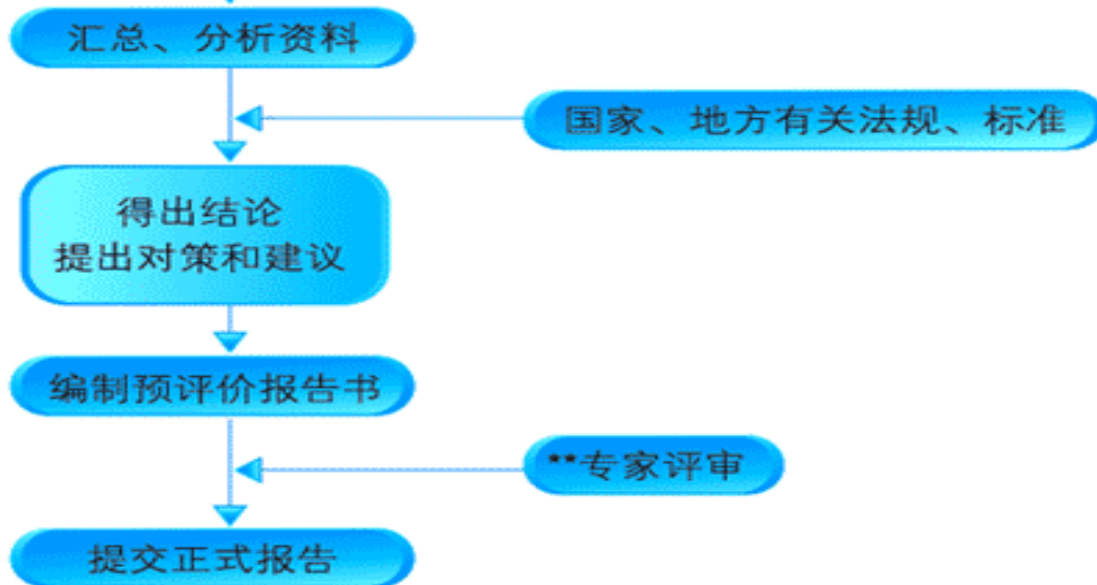 汇总、分析资料
国家、地方有关法规、标准
得出结论
提出对策和建议
编制预评价报告书
**专家评审
提交正式报告